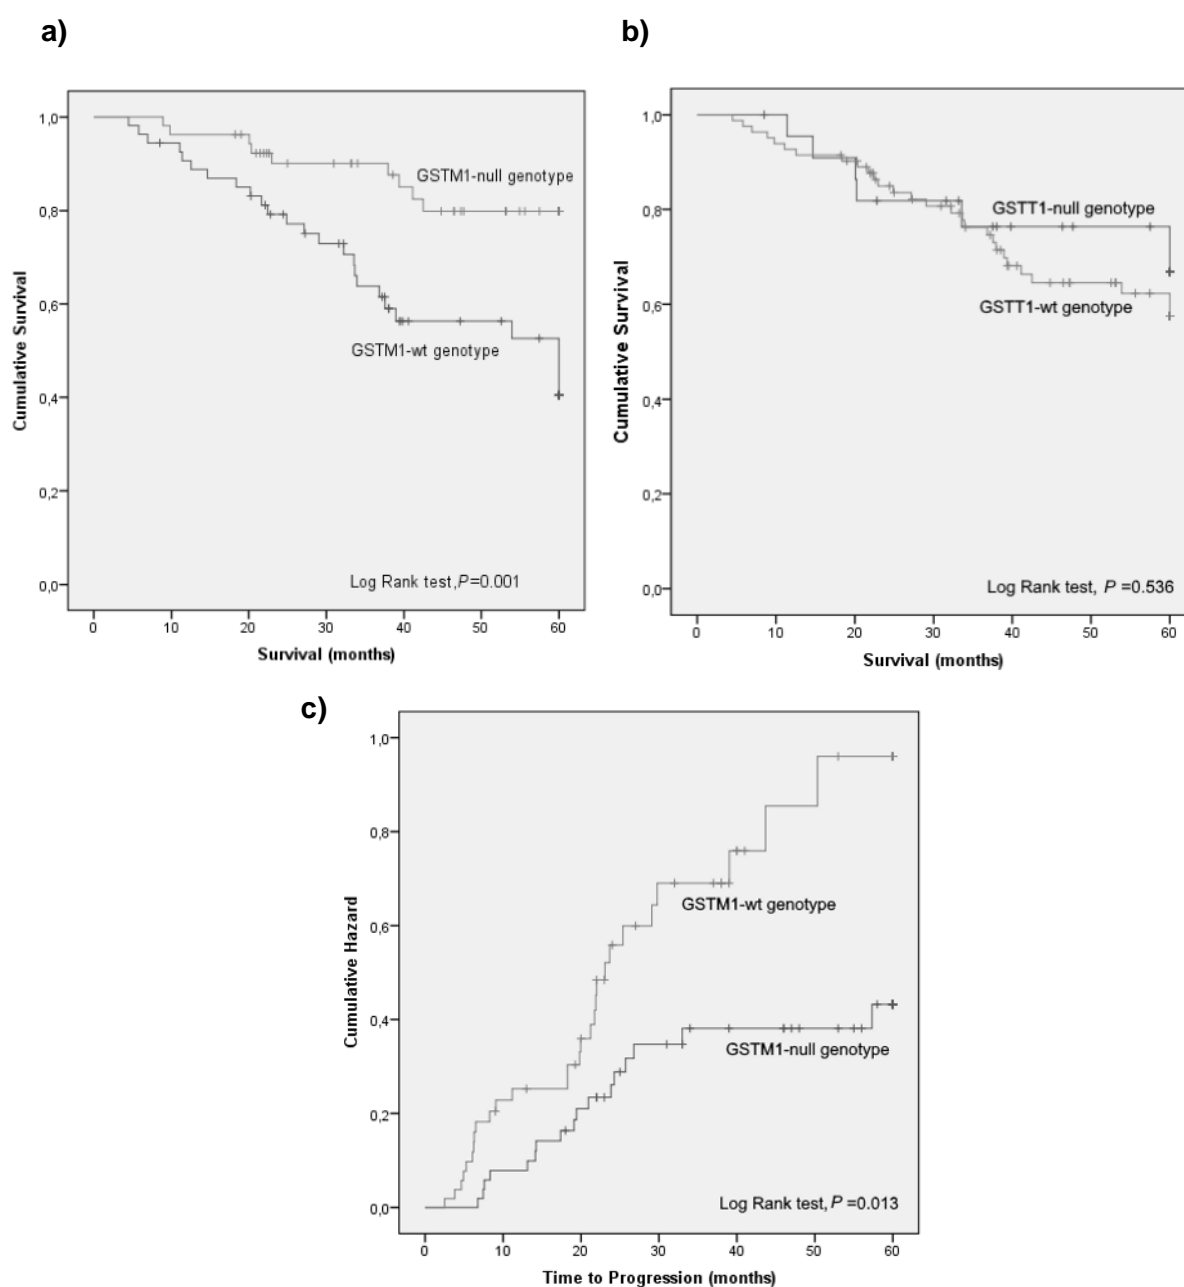 a)
b)
Cumulative Survival
1,0
0,8
0,6
0,4
0,2
0,0
GSTM1-null genotype
GSTM1-wt genotype
Log Rank test,P=0.001
0 10 20 30 40 50 60
Survival (months)
Cumulative Survival
1,0
0,8
0,6
0,4
0,2
0,0
GSTT1-null genotype
GSTT1-wt genotype
Log Rank test, P =0.536
0 10 20 30 40 50 60
Survival (months)
c)
Cumulative Hazard
1,0
0,8
0,6
0,4
0,2
0,0
GSTM1-wt genotype
GSTM1-null genotype
Log Rank test, P =0.013
0 10 20 30 40 50 60
Time to Progression (months)